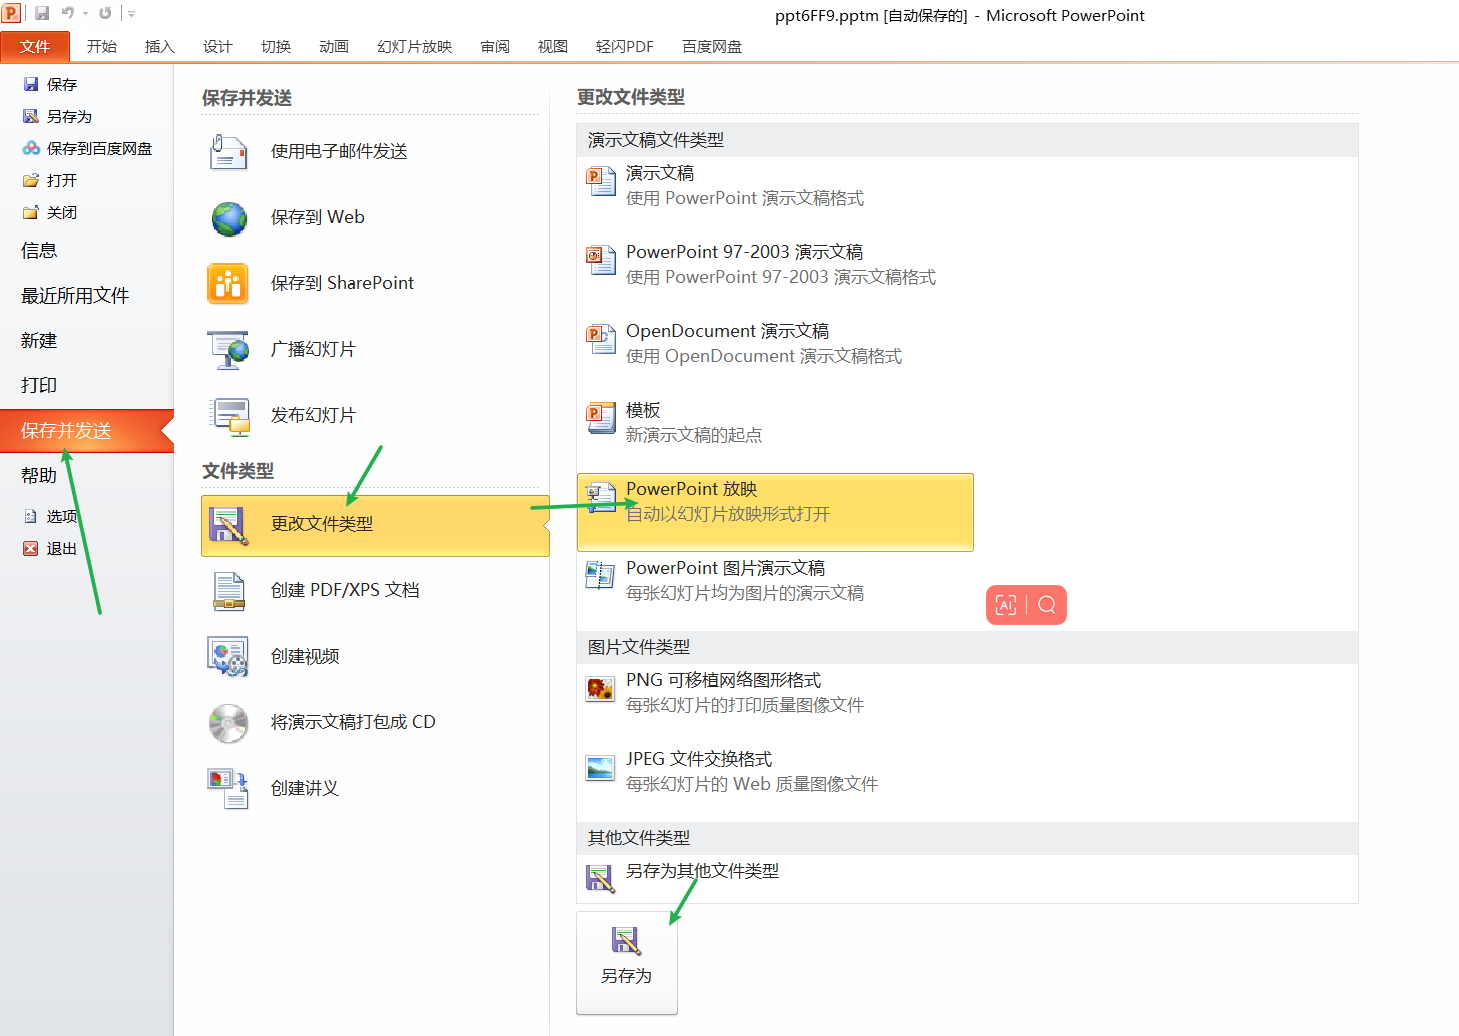 ppt6FF9.pptm [自动保存的] - Microsoft PowerPoint
文件 开始 插入 设计 切换 动画 幻灯片放映 审阅 视图 轻闪PDF 百度网盘
保存
另存为
保存到百度网盘
打开
关闭
信息
最近所用文件
新建
打印
保存并发送
帮助
选项
退出
保存并发送
使用电子邮件发送
保存到 Web
保存到 SharePoint
广播幻灯片
发布幻灯片
文件类型
更改文件类型
创建 PDF/XPS 文档
创建视频
将演示文稿打包成 CD
创建讲义
更改文件类型
演示文稿文件类型
演示文稿
使用 PowerPoint 演示文稿格式
PowerPoint 97-2003 演示文稿
使用 PowerPoint 97-2003 演示文稿格式
OpenDocument 演示文稿
使用 OpenDocument 演示文稿格式
模板
新演示文稿的起点
PowerPoint 放映
自动以幻灯片放映形式打开
PowerPoint 图片演示文稿
每张幻灯片均为图片的演示文稿
AI
图片文件类型
PNG 可移植网络图形格式
每张幻灯片的打印质量图像文件
JPEG 文件交换格式
每张幻灯片的 Web 质量图像文件
其他文件类型
另存为其他文件类型
另存为